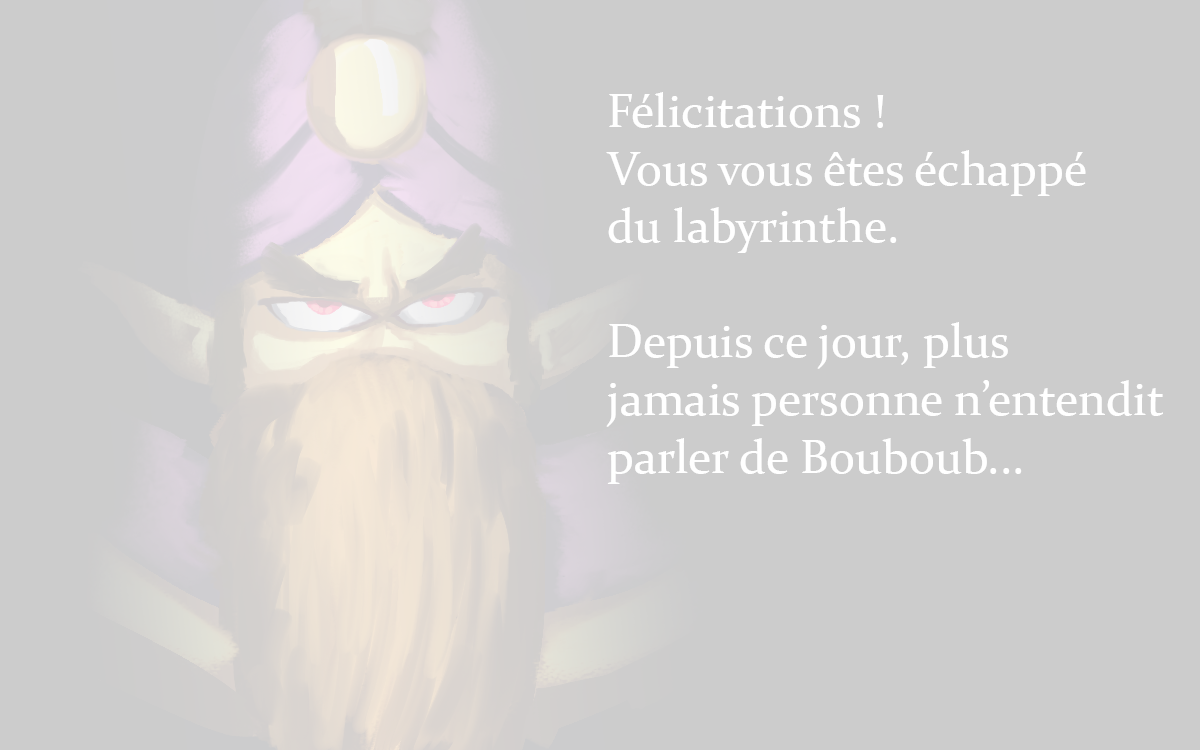 Félicitations !
Vous vous êtes échappé
du labyrinthe.
Depuis ce jour, plus
jamais personne n’entendit
parler de Bouboub...